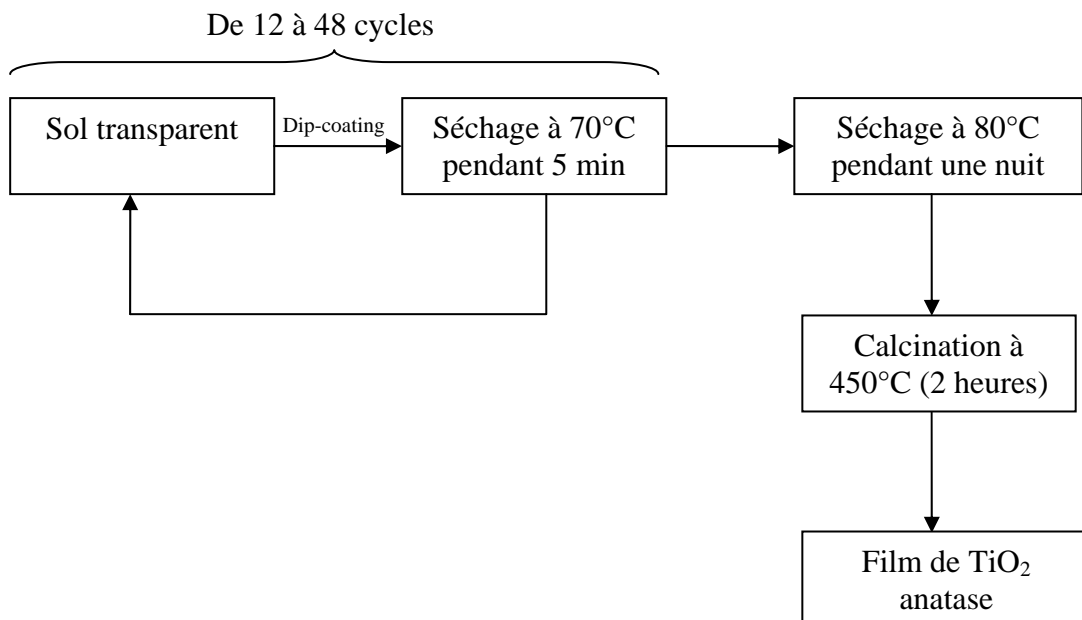 De 12 à 48 cycles
Sol transparent
Dip-coating
Séchage à 70°C
pendant 5 min
Séchage à 80°C
pendant une nuit
Calcination à
450°C (2 heures)
Film de TiO₂
anatase